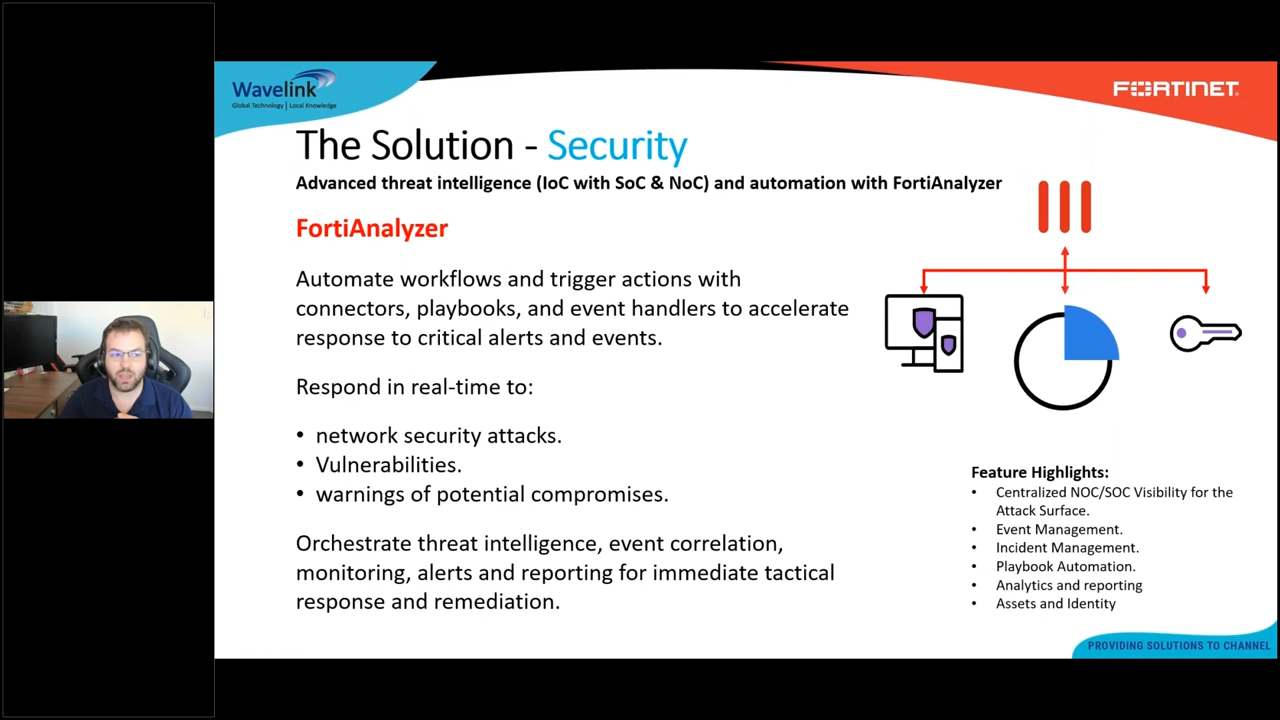 Wavelink
Global Technology | Local Knowledge
FORTINET
The Solution - Security
Advanced threat intelligence (IoC with SoC & NoC) and automation with FortiAnalyzer
FortiAnalyzer
Automate workflows and trigger actions with
connectors, playbooks, and event handlers to accelerate
response to critical alerts and events.
Respond in real-time to:
• network security attacks.
• Vulnerabilities.
• warnings of potential compromises.
Orchestrate threat intelligence, event correlation,
monitoring, alerts and reporting for immediate tactical
response and remediation.
Feature Highlights:
• Centralized NOC/SOC Visibility for the
Attack Surface.
• Event Management.
• Incident Management.
• Playbook Automation.
• Analytics and reporting
• Assets and Identity
PROVIDING SOLUTIONS TO CHANNEL